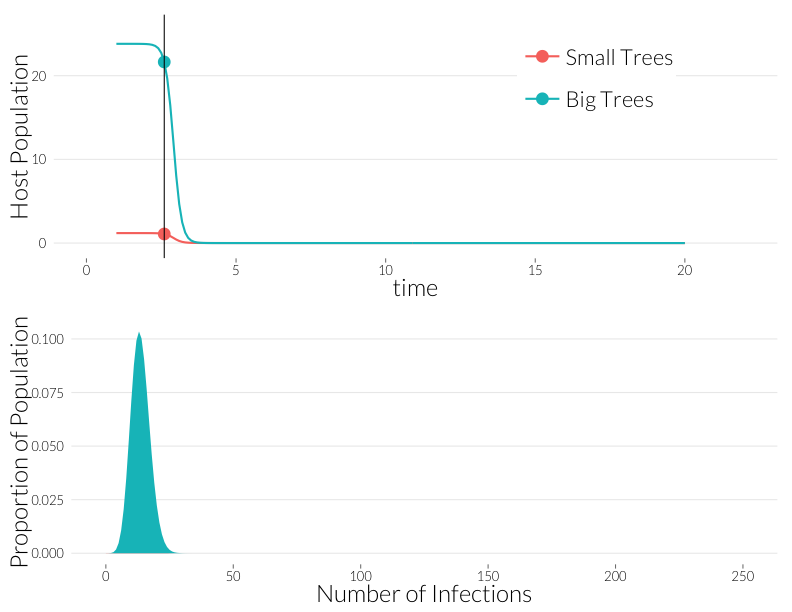 Host Population
20
10
0
Small Trees
Big Trees
0 5 10 15 20
time
Proportion of Population
0.100
0.075
0.050
0.025
0.000
0 50 100 150 200 250
Number of Infections